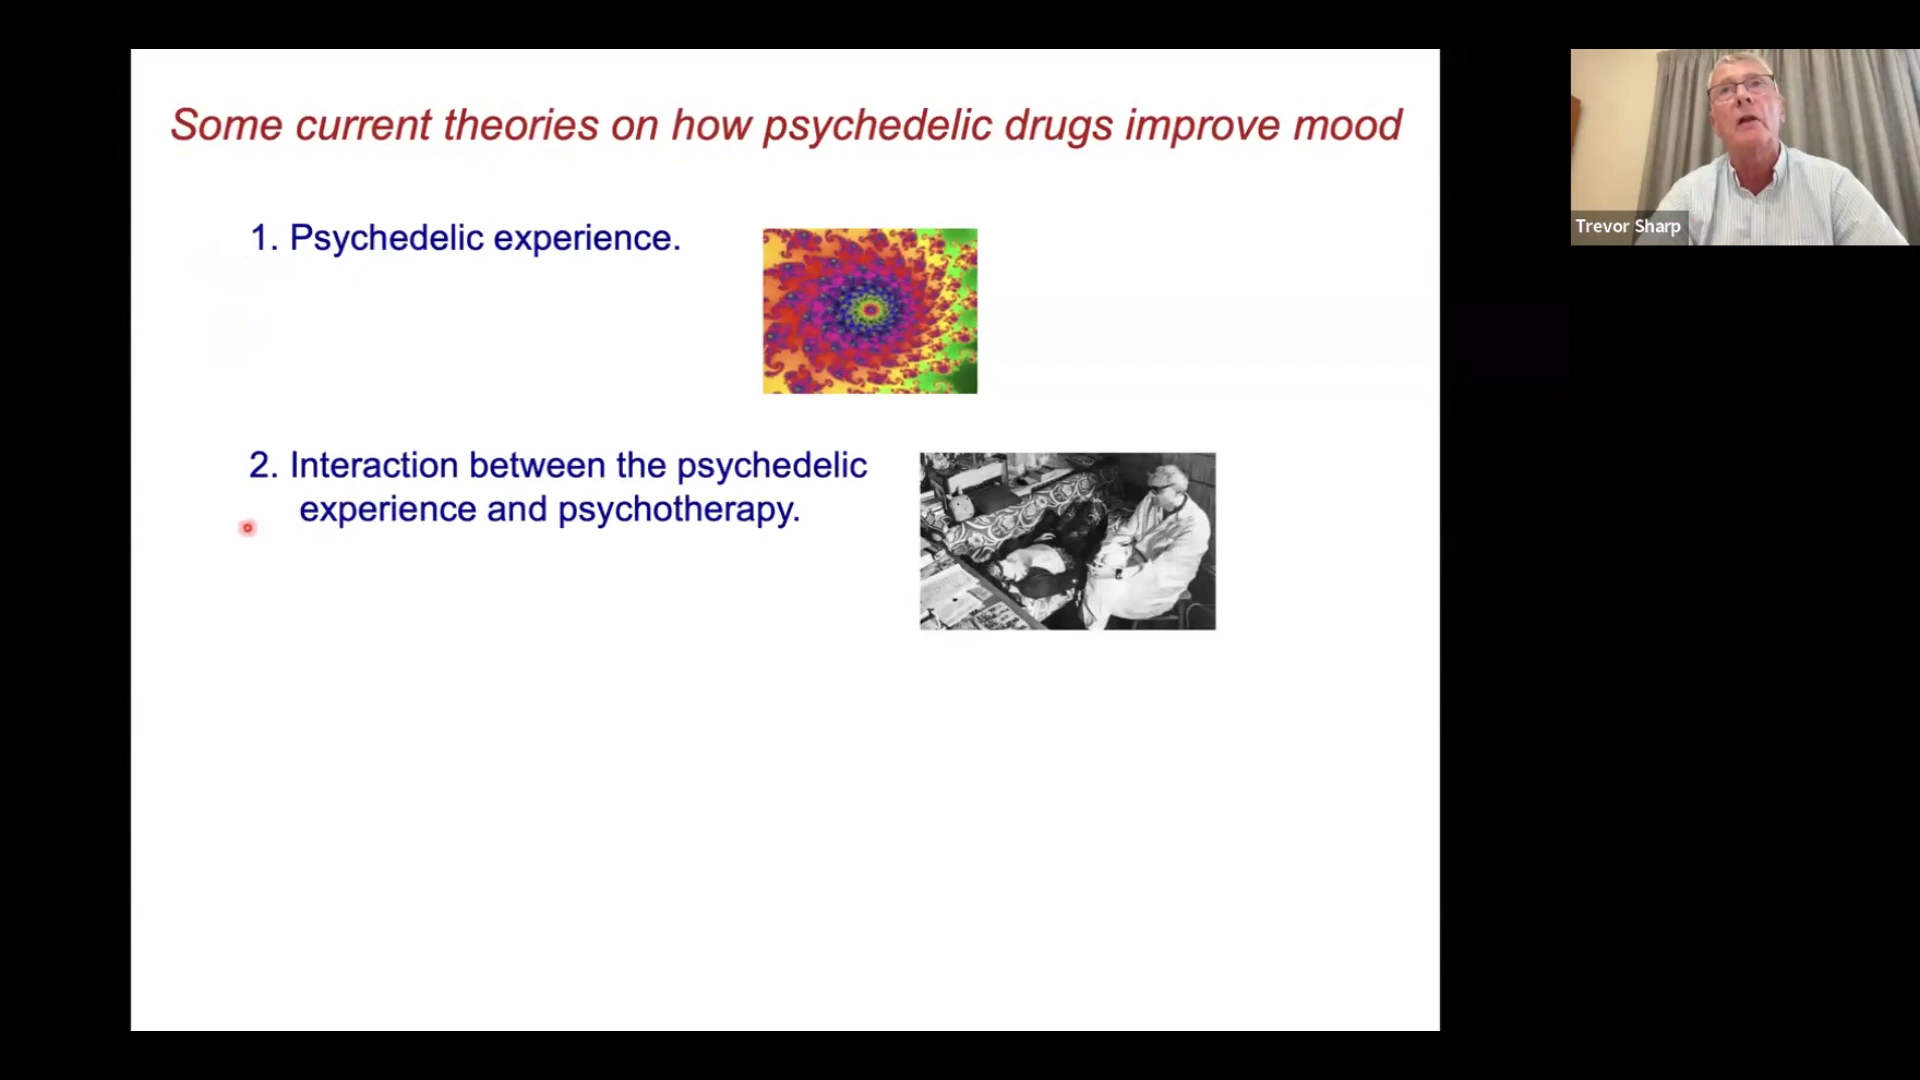 Some current theories on how psychedelic drugs improve mood
1. Psychedelic experience.
2. Interaction between the psychedelic
experience and psychotherapy.
Trevor Sharp